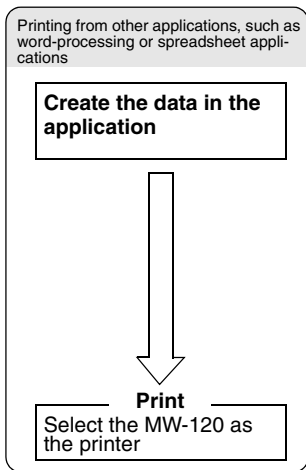 Printing from other applications, such as
word-processing or spreadsheet appli-
cations
Create the data in the
application
Print
Select the MW-120 as
the printer